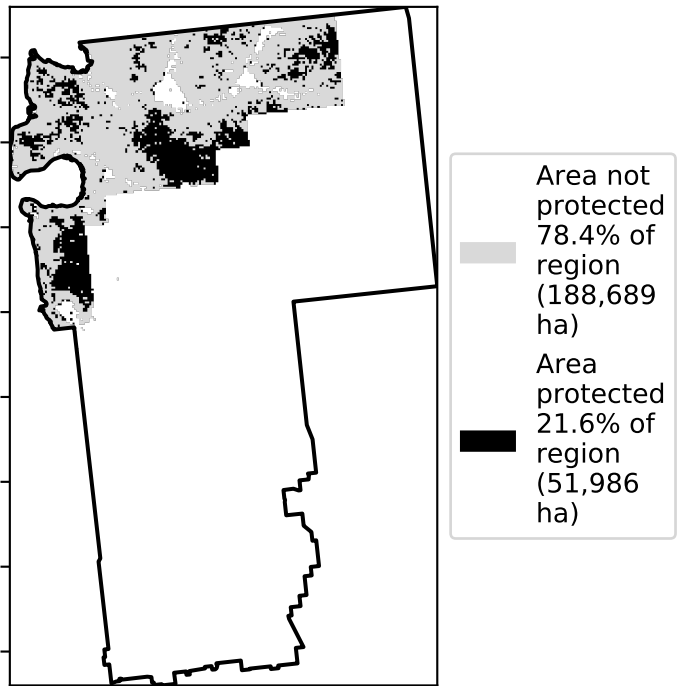 Area not
protected
78.4% of
region
(188,689
ha)
Area
protected
21.6% of
region
(51,986
ha)